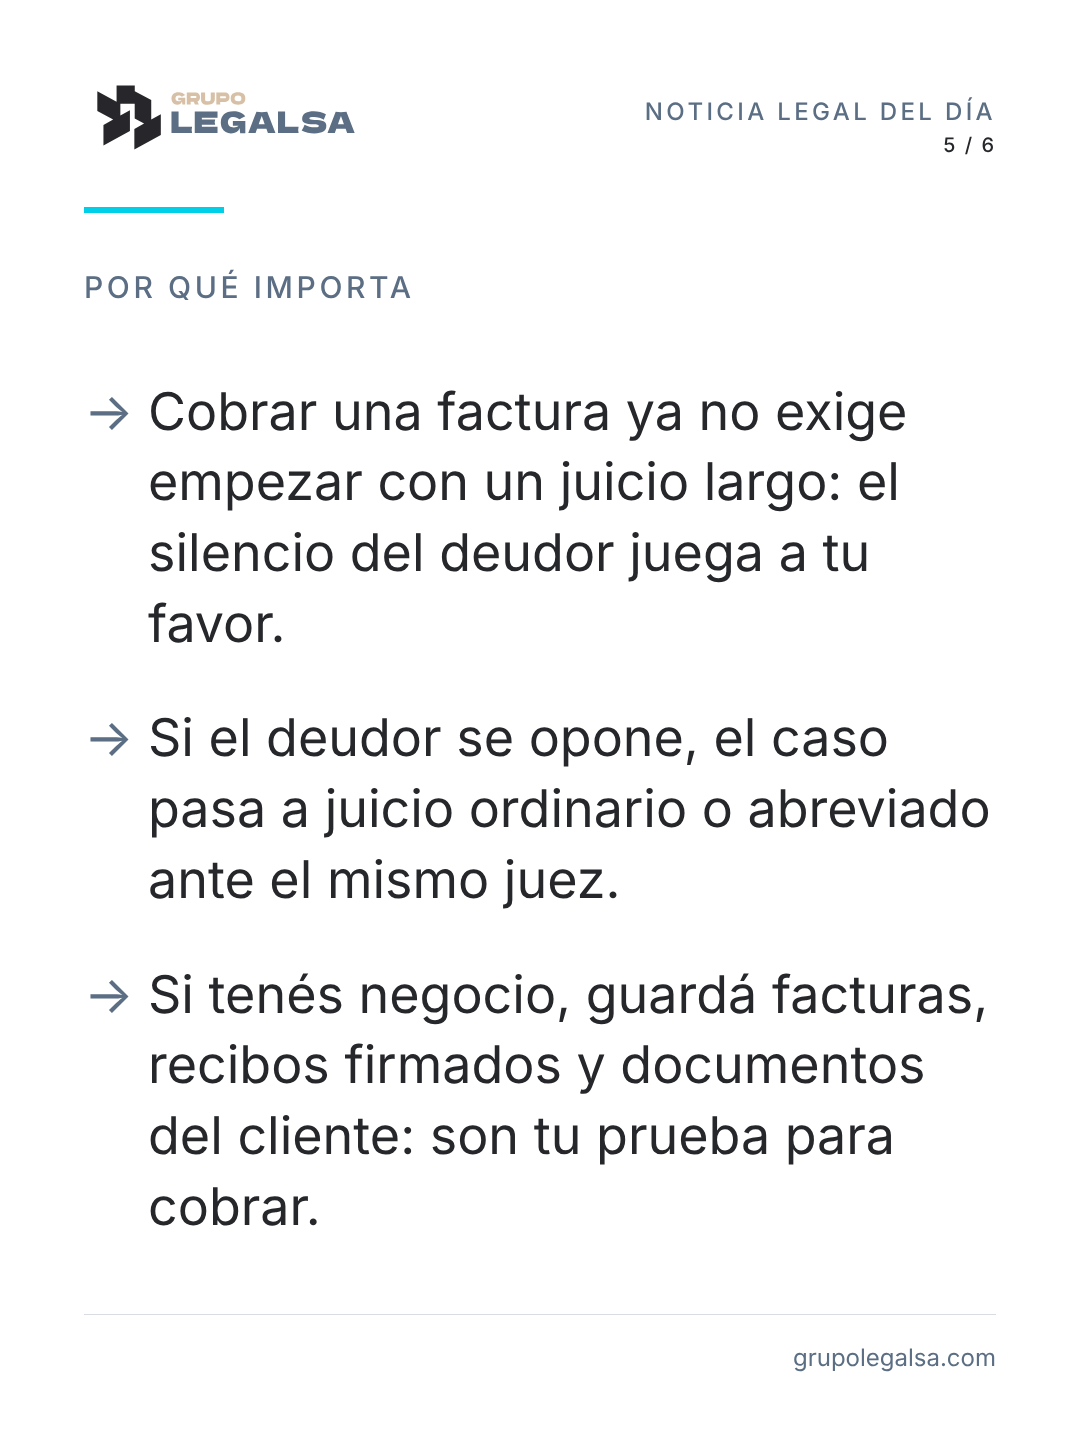 GRUPO
LEGALSA
NOTICIA LEGAL DEL DÍA
5 / 6
POR QUÉ IMPORTA
→ Cobrar una factura ya no exige
empezar con un juicio largo: el
silencio del deudor juega a tu
favor.
→ Si el deudor se opone, el caso
pasa a juicio ordinario o abreviado
ante el mismo juez.
→ Si tenés negocio, guardá facturas,
recibos firmados y documentos
del cliente: son tu prueba para
cobrar.
grupolegalsa.com